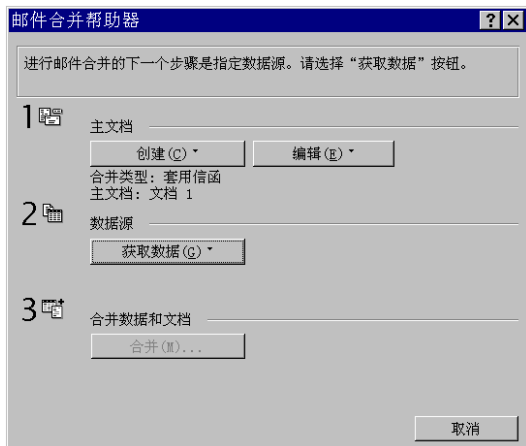 邮件合并帮助器
进行邮件合并的下一个步骤是指定数据源。请选择“获取数据”按钮。
1
主文档
创建(C) 编辑(E)
合并类型: 套用信函
主文档: 文档 1
2
数据源
获取数据(G)
3
合并数据和文档
合并(M)...
取消